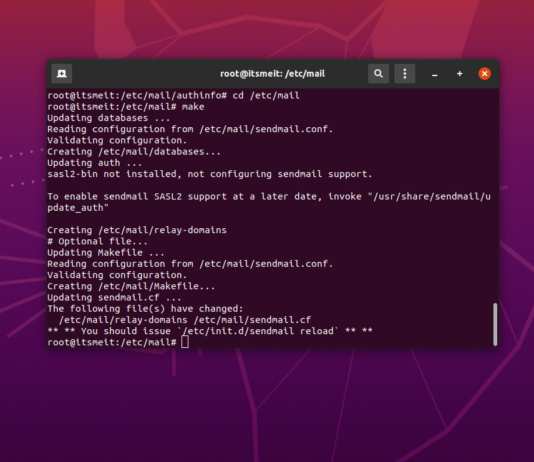 root@itsmeit: /etc/mail
root@itsmeit:/etc/mail/authinfo# cd /etc/mail
root@itsmeit:/etc/mail# make
Updating databases ...
Reading configuration from /etc/mail/sendmail.conf.
Validating configuration.
Creating /etc/mail/databases...
Updating auth ...
sasl2-bin not installed, not configuring sendmail support.
To enable sendmail SASL2 support at a later date, invoke "/usr/share/sendmail/u
pdate_auth"
Creating /etc/mail/relay-domains
# Optional file...
Updating Makefile ...
Reading configuration from /etc/mail/sendmail.conf.
Validating configuration.
Creating /etc/mail/Makefile...
Updating sendmail.cf ...
The following file(s) have changed:
  /etc/mail/relay-domains /etc/mail/sendmail.cf
** ** You should issue `/etc/init.d/sendmail reload` ** **
root@itsmeit:/etc/mail#